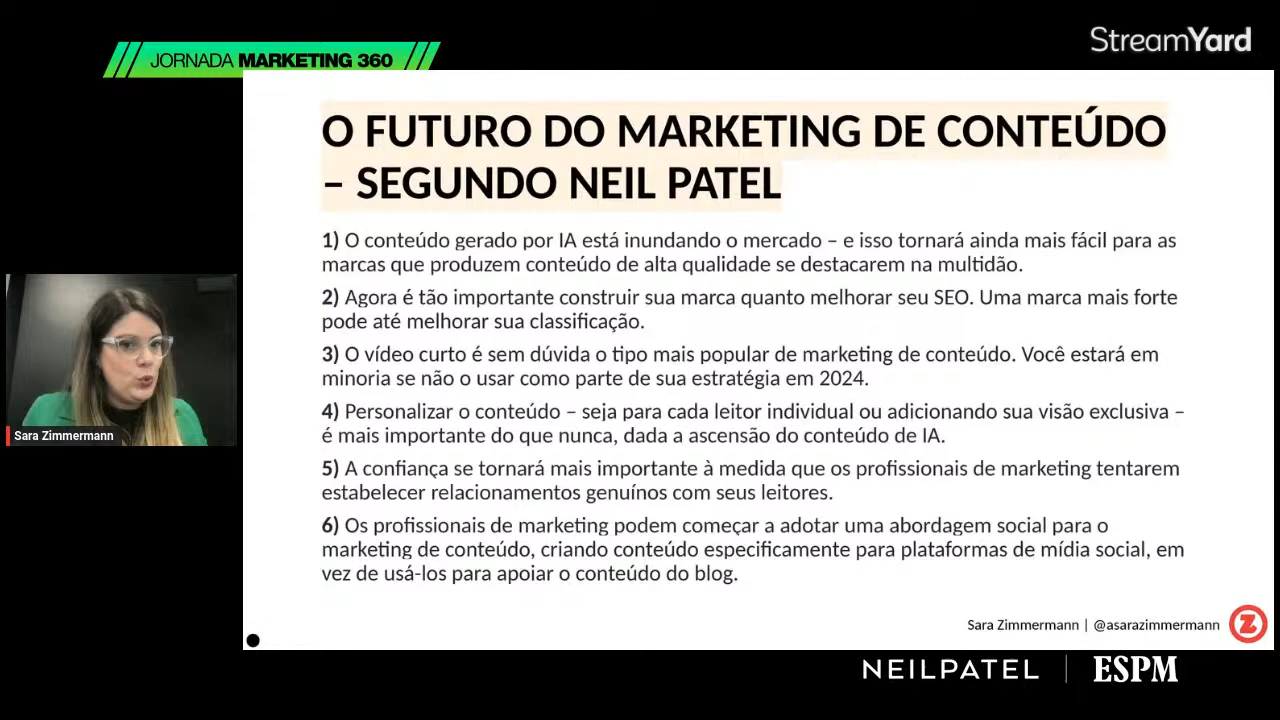 StreamYard
JORNADA MARKETING 360
O FUTURO DO MARKETING DE CONTEÚDO
– SEGUNDO NEIL PATEL
1) O conteúdo gerado por IA está inundando o mercado – e isso tornará ainda mais fácil para as
marcas que produzem conteúdo de alta qualidade se destacarem na multidão.
2) Agora é tão importante construir sua marca quanto melhorar seu SEO. Uma marca mais forte
pode até melhorar sua classificação.
3) O vídeo curto é sem dúvida o tipo mais popular de marketing de conteúdo. Você estará em
minoria se não o usar como parte de sua estratégia em 2024.
4) Personalizar o conteúdo – seja para cada leitor individual ou adicionando sua visão exclusiva –
é mais importante do que nunca, dada a ascensão do conteúdo de IA.
5) A confiança se tornará mais importante à medida que os profissionais de marketing tentarem
estabelecer relacionamentos genuínos com seus leitores.
6) Os profissionais de marketing podem começar a adotar uma abordagem social para o
marketing de conteúdo, criando conteúdo especificamente para plataformas de mídia social, em
vez de usá-los para apoiar o conteúdo do blog.
Sara Zimmermann
Sara Zimmermann | @asarazimmermann
Z
NEILPATEL | ESPM